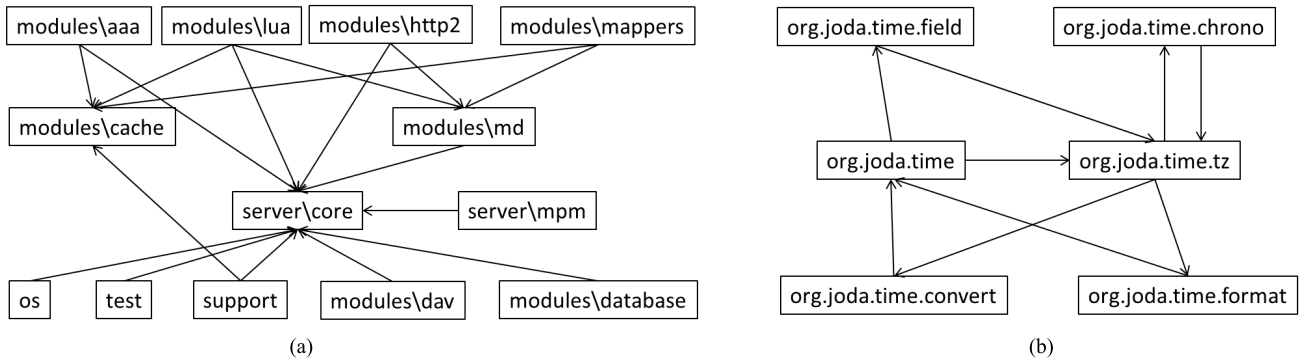 modules\aaa modules\lua modules\http2 modules\mappers
modules\cache modules\md
server\core server\mpm
os test support modules\dav modules\database
(a)
org.joda.time.field org.joda.time.chrono
org.joda.time org.joda.time.tz
org.joda.time.convert org.joda.time.format
(b)